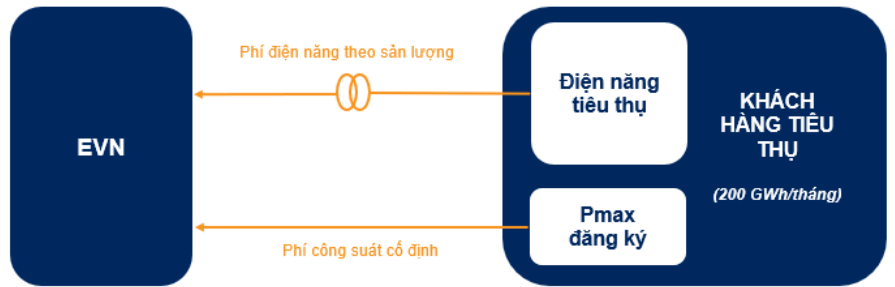 EVN
Phí điện năng theo sản lượng
Điện năng
tiêu thụ
KHÁCH
HÀNG TIÊU
THỤ
(200 GWh/tháng)
Pmax
đăng ký
Phí công suất cố định